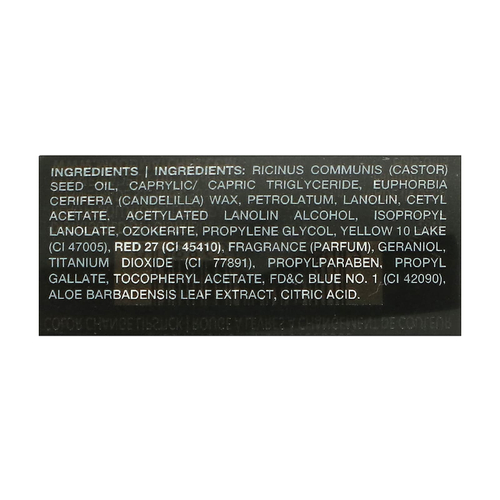 INGREDIENTS | INGRÉDIENTS: RICINUS COMMUNIS (CASTOR)
SEED OIL, CAPRYLIC/ CAPRIC TRIGLYCERIDE, EUPHORBIA
CERIFERA (CANDELILLA) WAX, PETROLATUM, LANOLIN, CETYL
ACETATE, ACETYLATED LANOLIN ALCOHOL, ISOPROPYL
LANOLATE, OZOKERITE, PROPYLENE GLYCOL, YELLOW 10 LAKE
(CI 47005), RED 27 (CI 45410), FRAGRANCE (PARFUM), GERANIOL,
TITANIUM DIOXIDE (CI 77891), PROPYLPARABEN, PROPYL
GALLATE, TOCOPHERYL ACETATE, FD&C BLUE NO. 1 (CI 42090),
ALOE BARBADENSIS LEAF EXTRACT, CITRIC ACID.